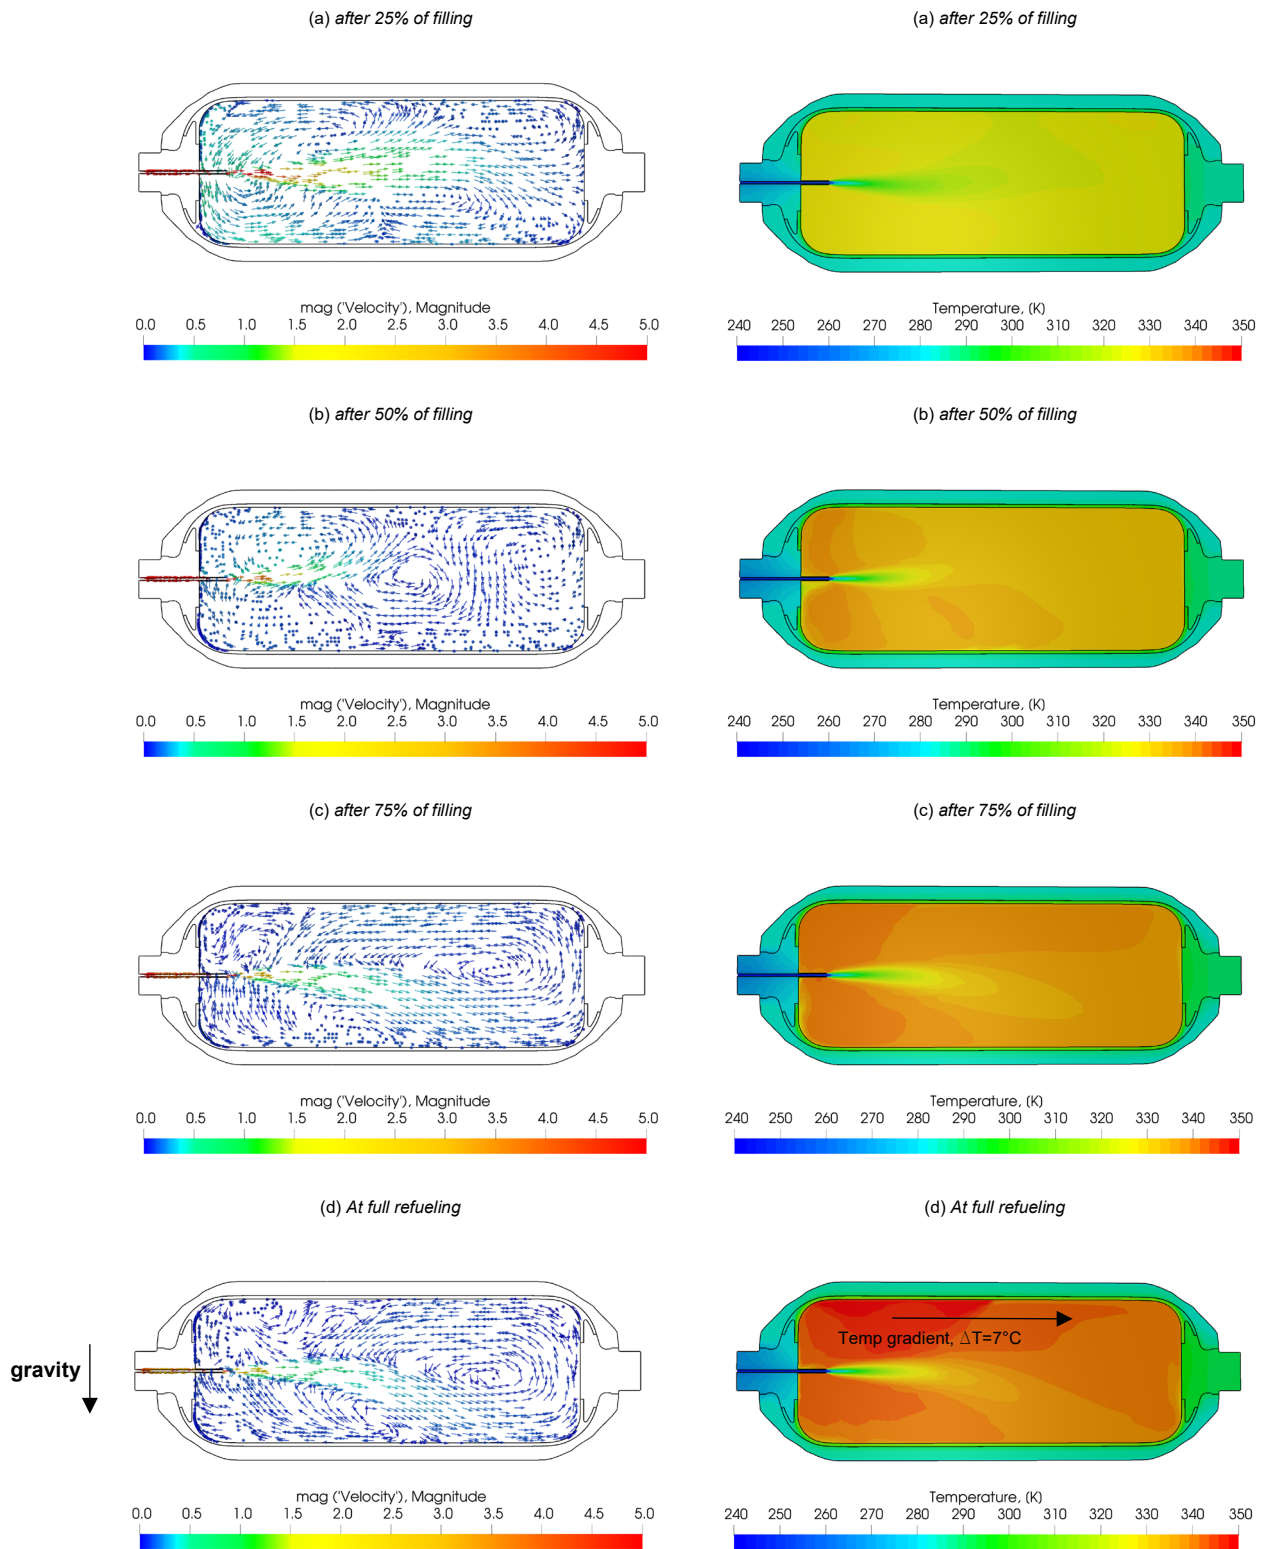 (a) after 25% of filling
(a) after 25% of filling
mag ('Velocity'), Magnitude
0.0 0.5 1.0 1.5 2.0 2.5 3.0 3.5 4.0 4.5 5.0
Temperature, (K)
240 250 260 270 280 290 300 310 320 330 340 350
(b) after 50% of filling
(b) after 50% of filling
mag ('Velocity'), Magnitude
0.0 0.5 1.0 1.5 2.0 2.5 3.0 3.5 4.0 4.5 5.0
Temperature, (K)
240 250 260 270 280 290 300 310 320 330 340 350
(c) after 75% of filling
(c) after 75% of filling
mag ('Velocity'), Magnitude
0.0 0.5 1.0 1.5 2.0 2.5 3.0 3.5 4.0 4.5 5.0
Temperature, (K)
240 250 260 270 280 290 300 310 320 330 340 350
(d) At full refueling
(d) At full refueling
gravity
Temp gradient, ΔT=7°C
mag ('Velocity'), Magnitude
0.0 0.5 1.0 1.5 2.0 2.5 3.0 3.5 4.0 4.5 5.0
Temperature, (K)
240 250 260 270 280 290 300 310 320 330 340 350